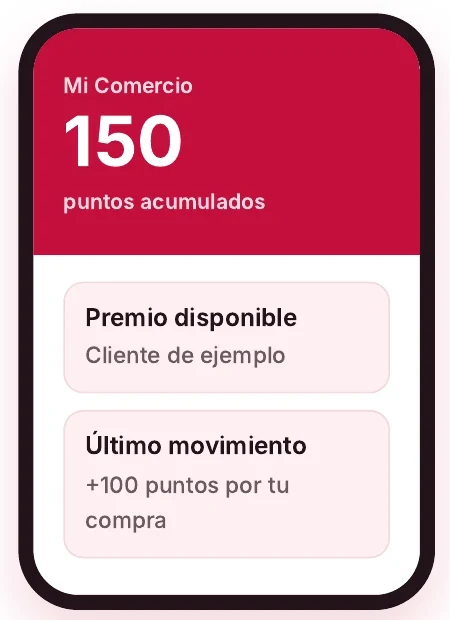 Mi Comercio
150
puntos acumulados
Premio disponible
Cliente de ejemplo
Último movimiento
+100 puntos por tu
compra